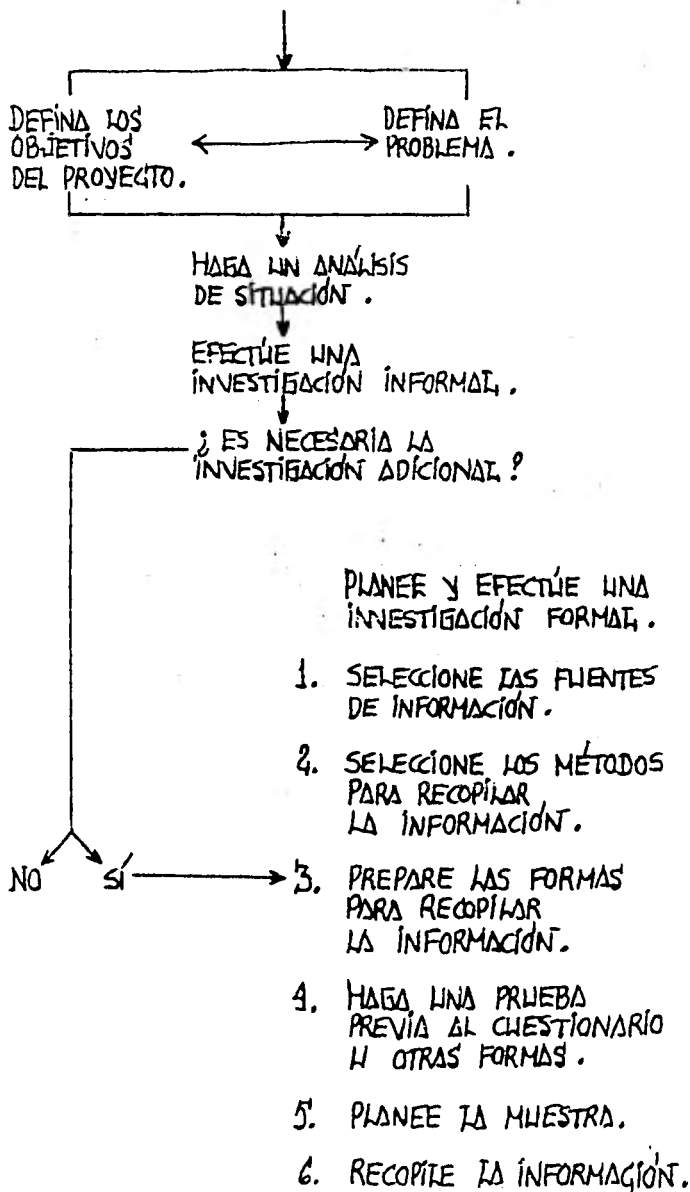 DEFINA LOS
OBJETIVOS
DEL PROYECTO.
DEFINA EL
PROBLEMA.
HAGA UN ANÁLISIS
DE SITUACIÓN.
EFECTÚE UNA
INVESTIGACIÓN INFORMAL.
¿ES NECESARIA LA
INVESTIGACIÓN ADICIONAL?
PLANEE Y EFECTÚE UNA
INVESTIGACIÓN FORMAL.
1. SELECCIONE LAS FUENTES
DE INFORMACIÓN.
2. SELECCIONE LOS MÉTODOS
PARA RECOPILAR
LA INFORMACIÓN.
NO SÍ 3. PREPARE LAS FORMAS
PARA RECOPILAR
LA INFORMACIÓN.
4. HAGA UNA PRUEBA
PREVIA AL CUESTIONARIO
U OTRAS FORMAS.
5. PLANEE LA MUESTRA.
6. RECOPILE LA INFORMACIÓN.